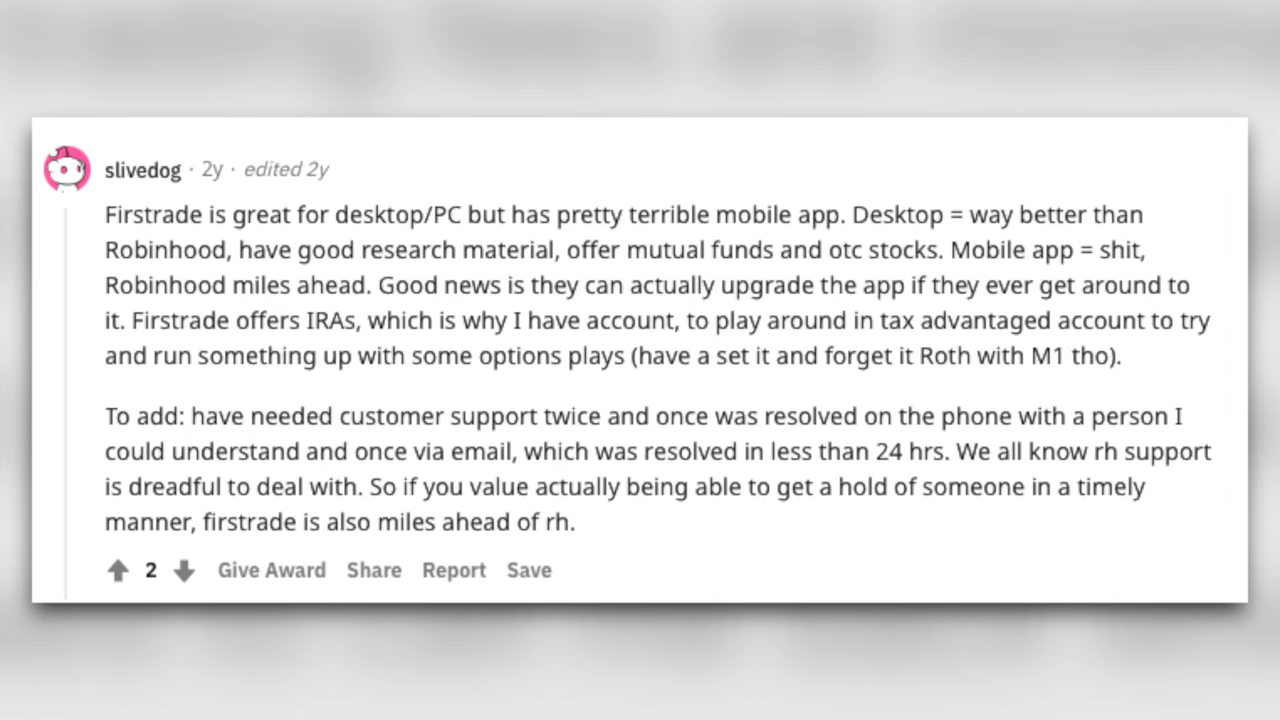 slivedog · 2y · edited 2y
Firstrade is great for desktop/PC but has pretty terrible mobile app. Desktop = way better than
Robinhood, have good research material, offer mutual funds and otc stocks. Mobile app = shit,
Robinhood miles ahead. Good news is they can actually upgrade the app if they ever get around to
it. Firstrade offers IRAs, which is why I have account, to play around in tax advantaged account to try
and run something up with some options plays (have a set it and forget it Roth with M1 tho).
To add: have needed customer support twice and once was resolved on the phone with a person I
could understand and once via email, which was resolved in less than 24 hrs. We all know rh support
is dreadful to deal with. So if you value actually being able to get a hold of someone in a timely
manner, firstrade is also miles ahead of rh.
2 Give Award Share Report Save